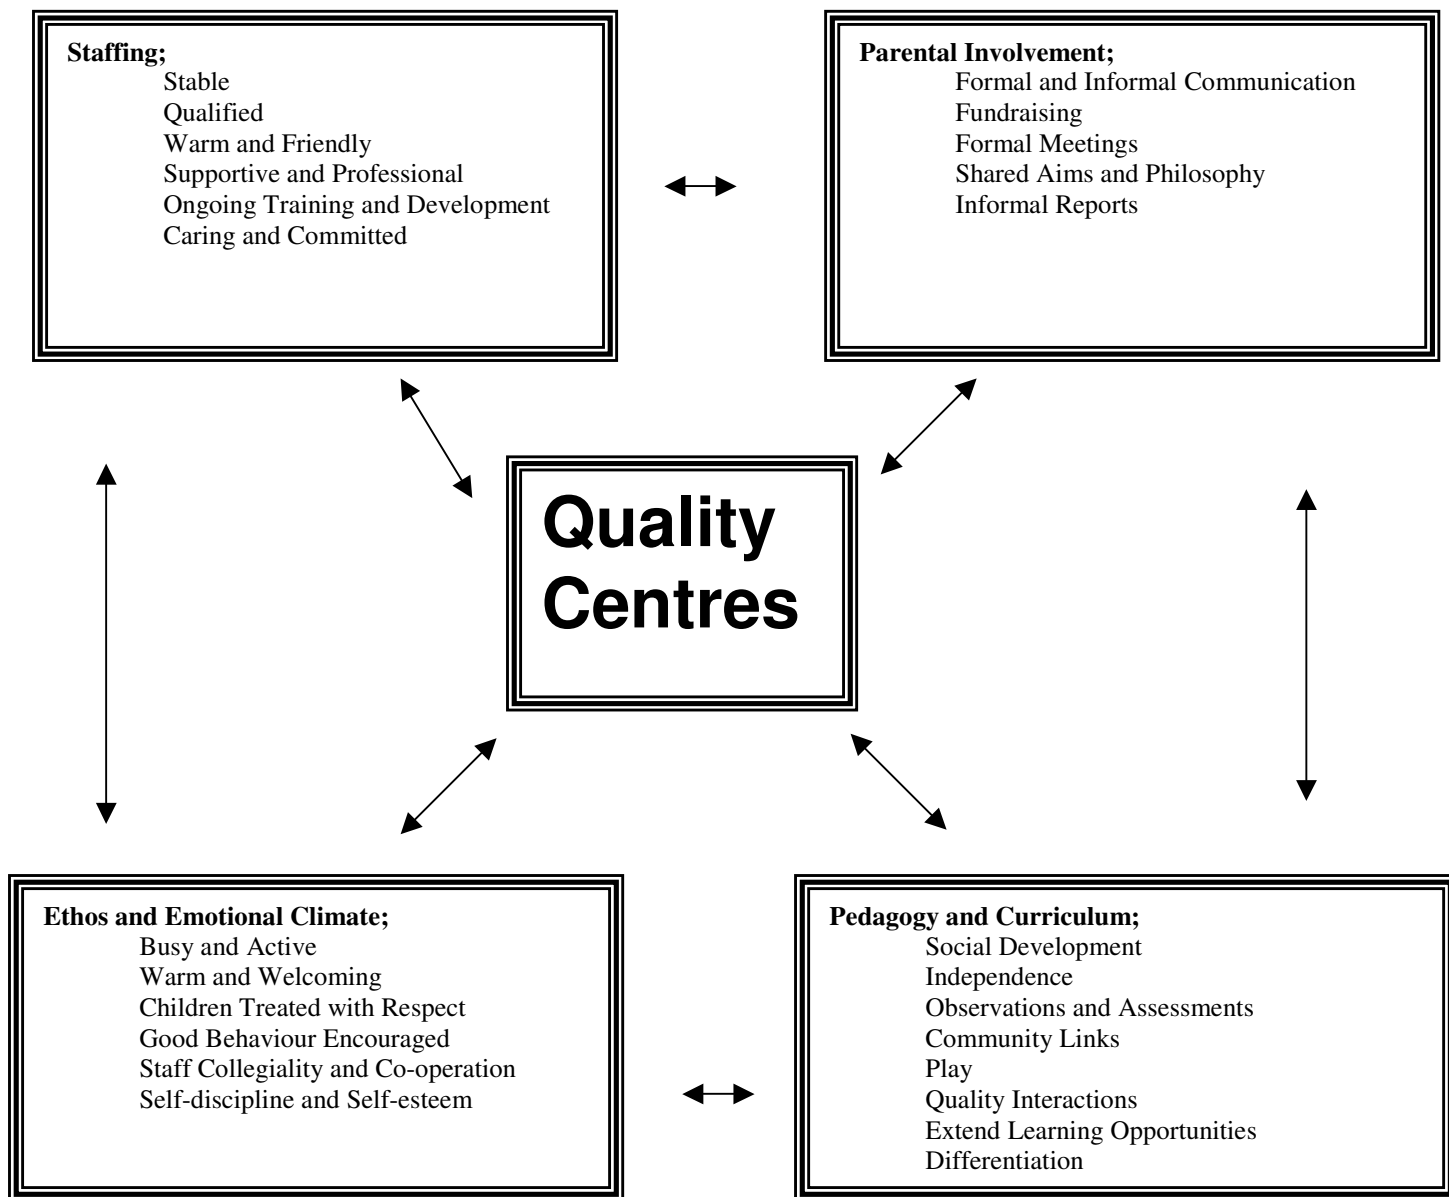 Staffing;
Stable
Qualified
Warm and Friendly
Supportive and Professional
Ongoing Training and Development
Caring and Committed
Parental Involvement;
Formal and Informal Communication
Fundraising
Formal Meetings
Shared Aims and Philosophy
Informal Reports
Quality
Centres
Ethos and Emotional Climate;
Busy and Active
Warm and Welcoming
Children Treated with Respect
Good Behaviour Encouraged
Staff Collegiality and Co-operation
Self-discipline and Self-esteem
Pedagogy and Curriculum;
Social Development
Independence
Observations and Assessments
Community Links
Play
Quality Interactions
Extend Learning Opportunities
Differentiation